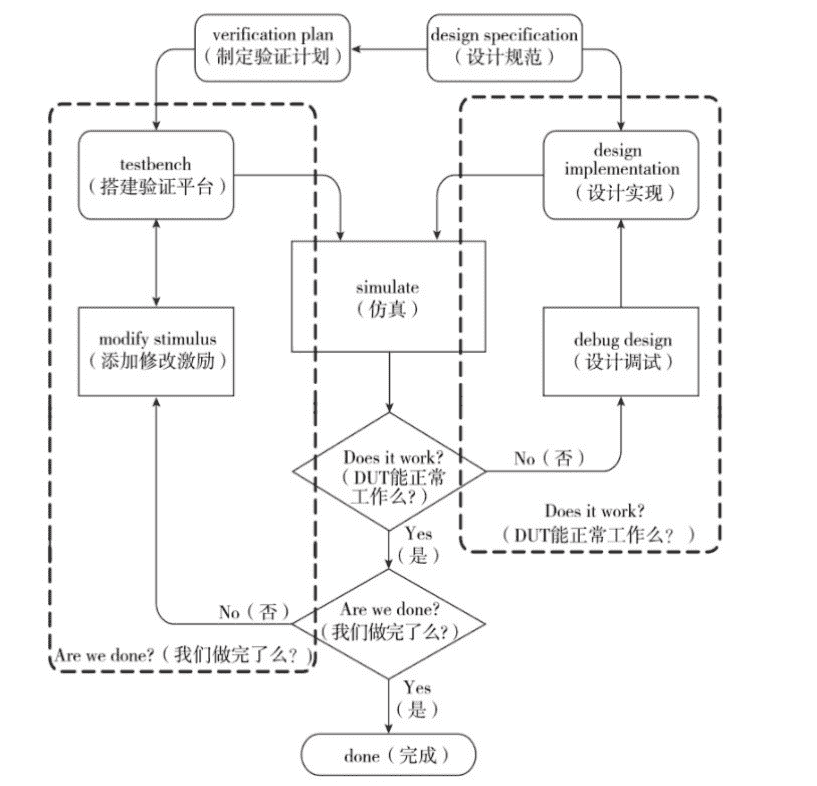 verification plan
（制定验证计划）
design specification
（设计规范）
testbench
（搭建验证平台）
design
implementation
（设计实现）
simulate
（仿真）
modify stimulus
（添加修改激励）
debug design
（设计调试）
Does it work?
（DUT能正常
工作么?）
No（否）
Does it work?
（DUT能正常工作么？）
Yes
（是）
Are we done?
（我们做完了么?）
No（否）
Are we done?（我们做完了么？）
Yes
（是）
done（完成）